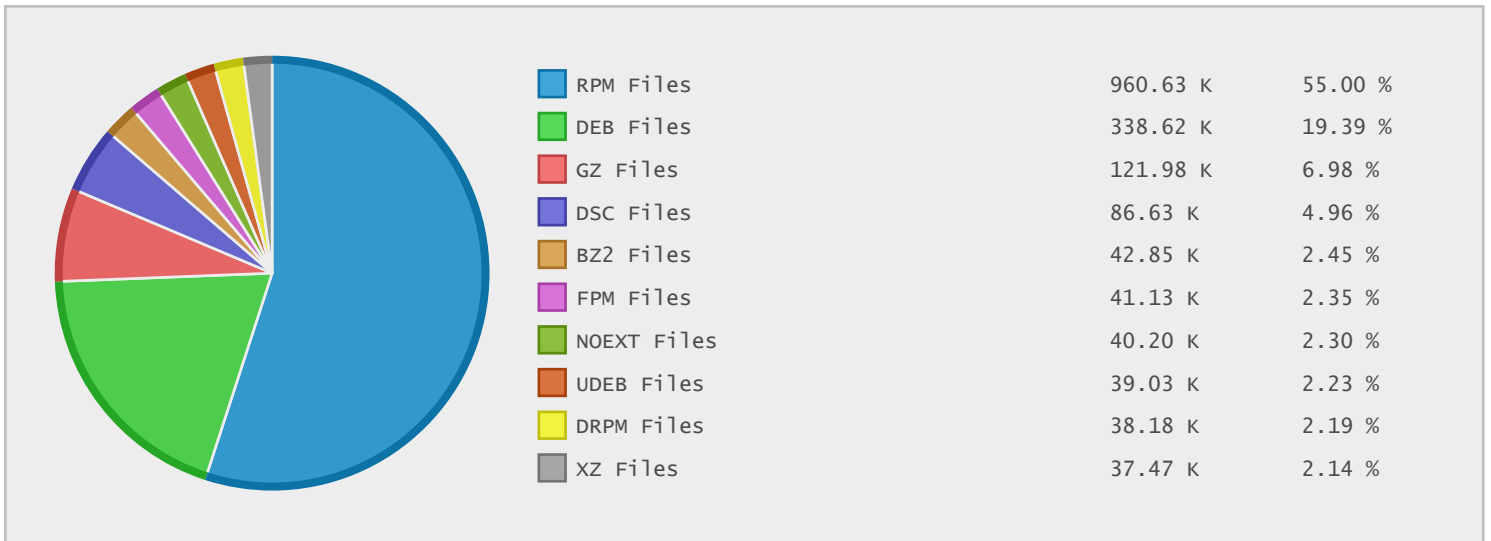 RPM Files 960.63 K 55.00 %
DEB Files 338.62 K 19.39 %
GZ Files 121.98 K 6.98 %
DSC Files 86.63 K 4.96 %
BZ2 Files 42.85 K 2.45 %
FPM Files 41.13 K 2.35 %
NOEXT Files 40.20 K 2.30 %
UDEB Files 39.03 K 2.23 %
DRPM Files 38.18 K 2.19 %
XZ Files 37.47 K 2.14 %